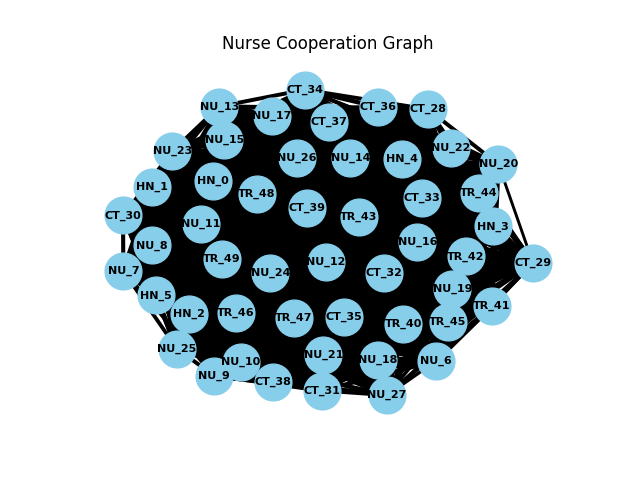 Nurse Cooperation Graph
CT_34
NU_13
CT_36
CT_28
NU_17
CT_37
NU_15
NU_22
NU_23
NU_26
NU_14
HN_4
NU_20
HN_0
HN_1
TR_48
TR_44
CT_33
CT_39
CT_30
TR_43
NU_11
HN_3
NU_16
NU_8
TR_42
TR_49
NU_12
CT_29
NU_7
NU_24
CT_32
NU_19
HN_5
TR_41
HN_2
TR_46
TR_47
CT_35
TR_40
TR_45
NU_25
NU_21
NU_18
NU_6
NU_10
NU_9
CT_38
CT_31
NU_27